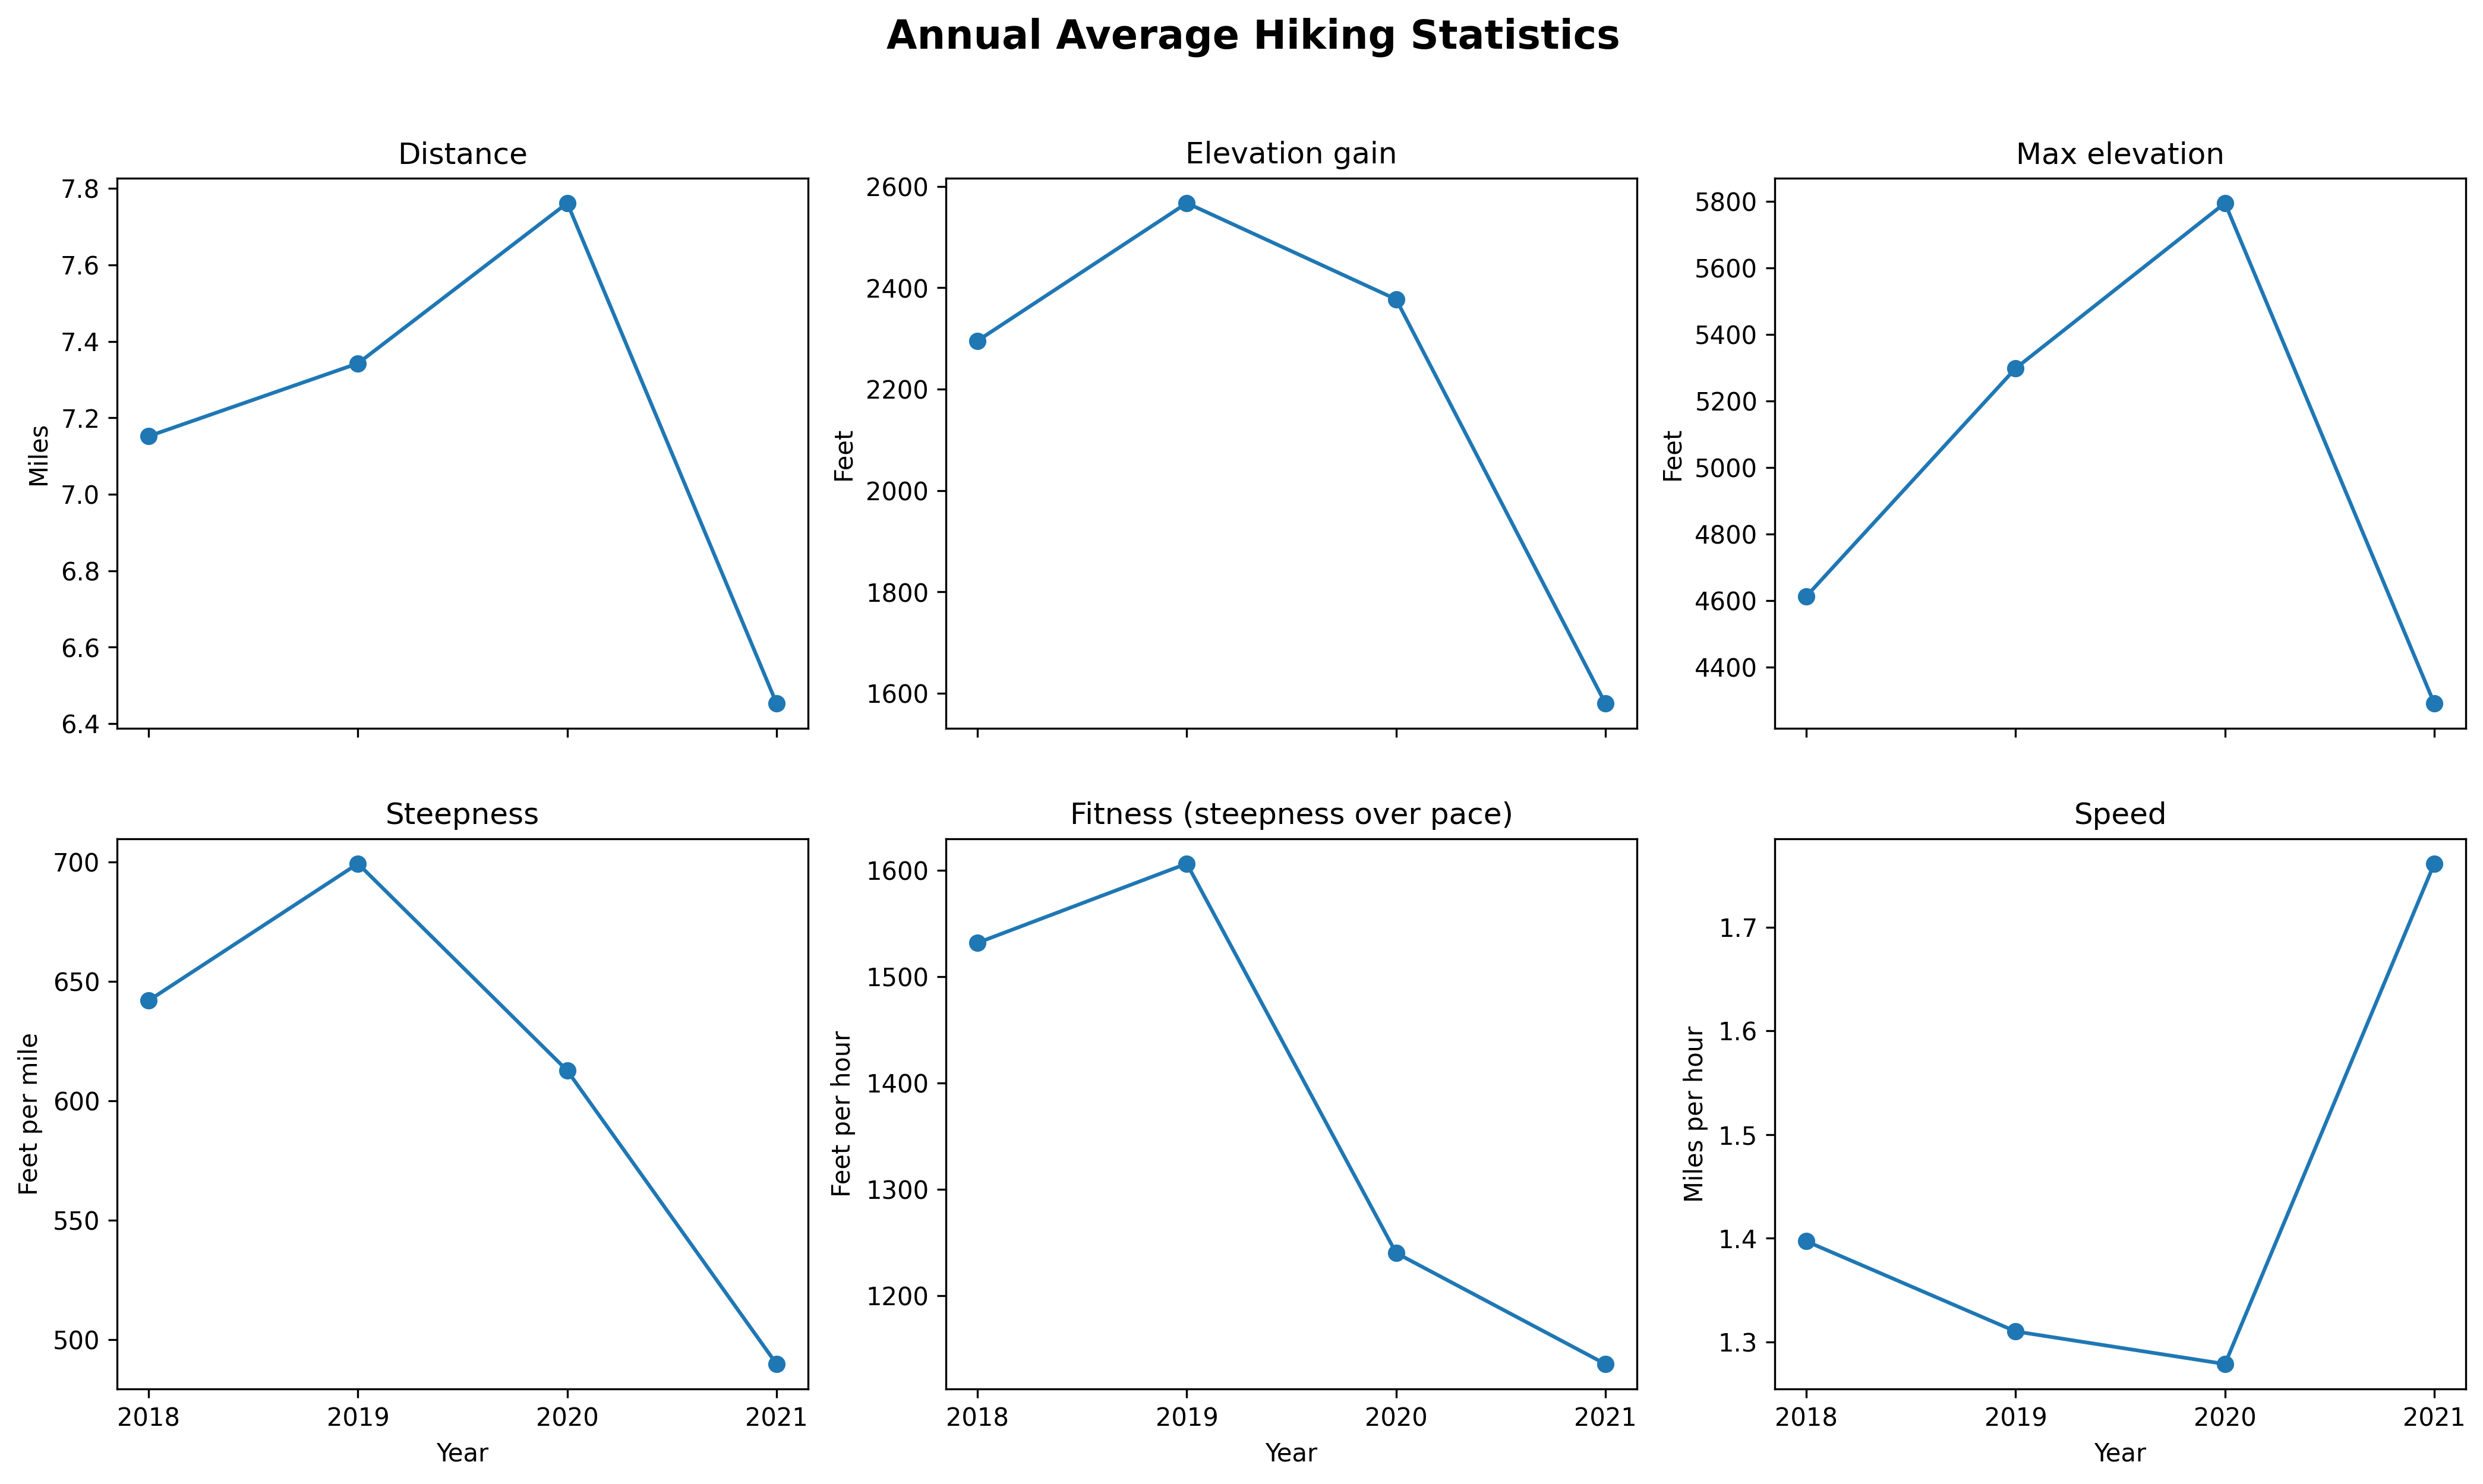 Annual Average Hiking Statistics
Distance
Elevation gain
Max elevation
7.8
7.6
7.4
7.2
7.0
6.8
6.6
6.4
Miles
2600
2400
2200
2000
1800
1600
Feet
5800
5600
5400
5200
5000
4800
4600
4400
Feet
Steepness
Fitness (steepness over pace)
Speed
700
650
600
550
500
Feet per mile
2018 2019 2020 2021
Year
1600
1500
1400
1300
1200
Feet per hour
2018 2019 2020 2021
Year
1.7
1.6
1.5
1.4
1.3
Miles per hour
2018 2019 2020 2021
Year